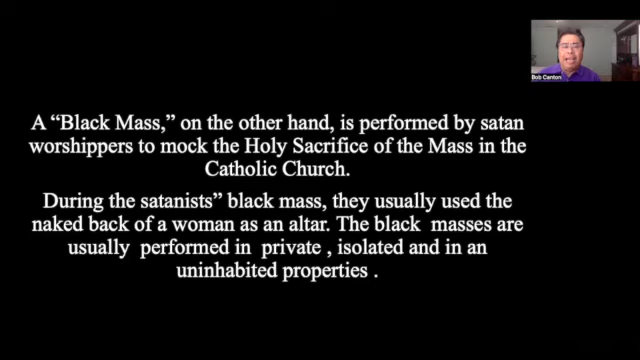 Bob Canton
A “Black Mass,” on the other hand, is performed by satan
worshippers to mock the Holy Sacrifice of the Mass in the
Catholic Church.
During the satanists” black mass, they usually used the
naked back of a woman as an altar. The black masses are
usually performed in private , isolated and in an
uninhabited properties .